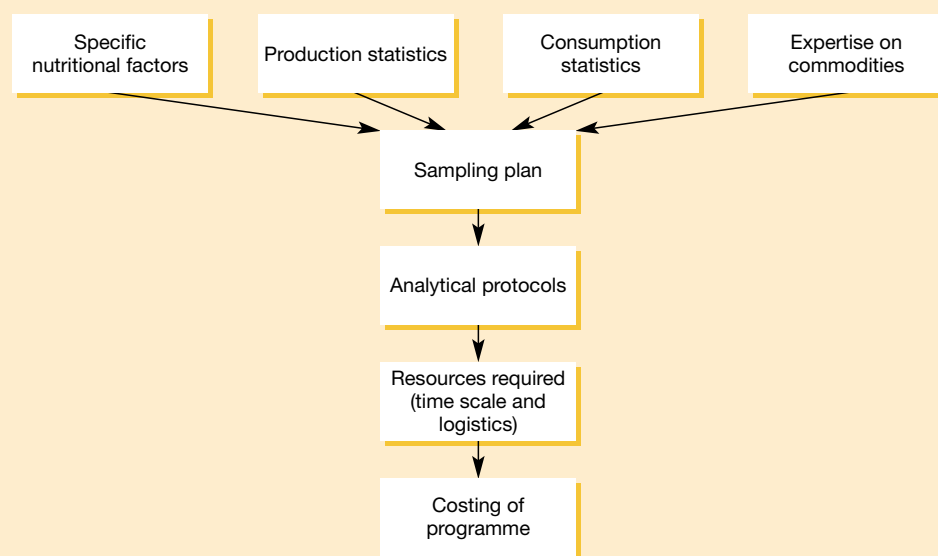 Specific
nutritional factors
Production statistics
Consumption
statistics
Expertise on
commodities
Sampling plan
Analytical protocols
Resources required
(time scale and
logistics)
Costing of
programme